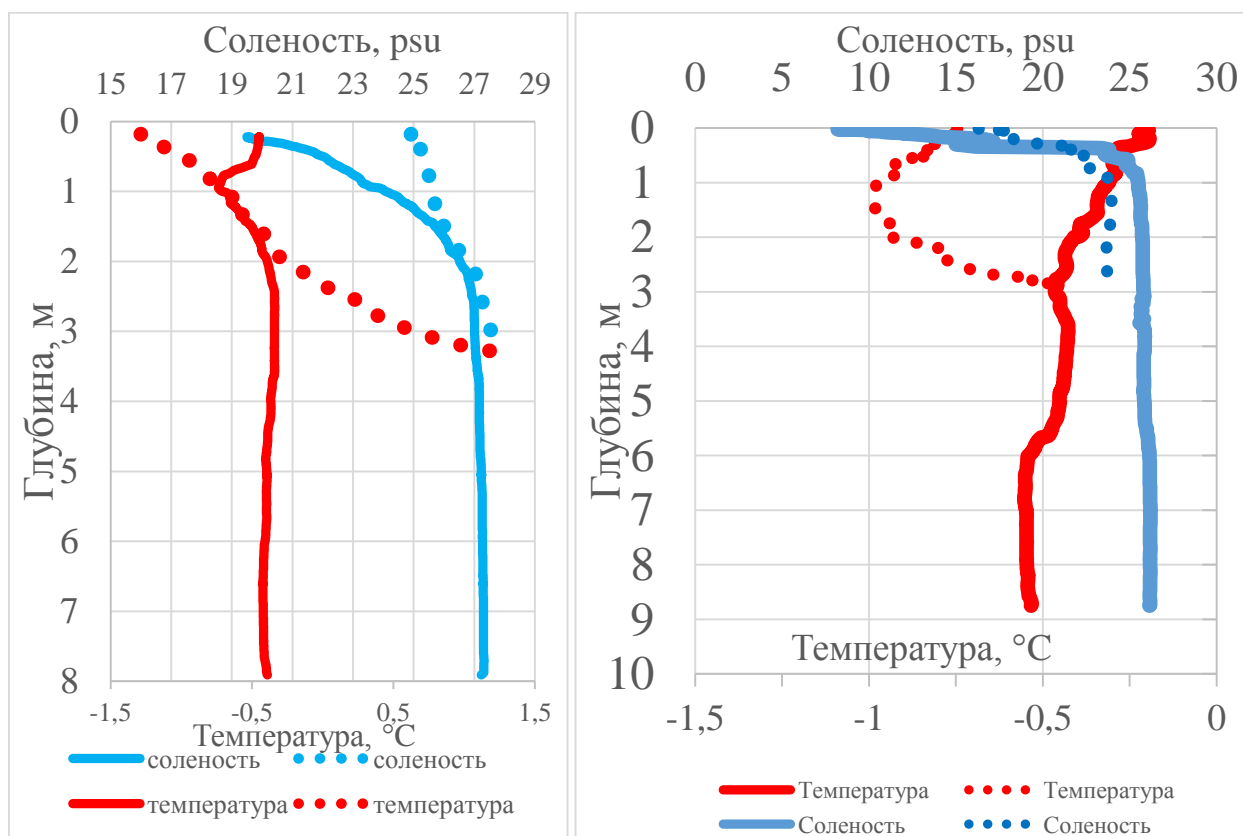 Соленость, psu
15 17 19 21 23 25 27 29
0
1
2
3
4
5
6
7
8
Глубина, м
-1,5 -0,5 0,5 1,5
Температура, °C
соленость соленость
температура температура
Соленость, psu
0 5 10 15 20 25 30
0
1
2
3
4
5
6
7
8
9
10
Глубина, м
Температура, °C
-1,5 -1 -0,5 0
Температура Температура
Соленость Соленость